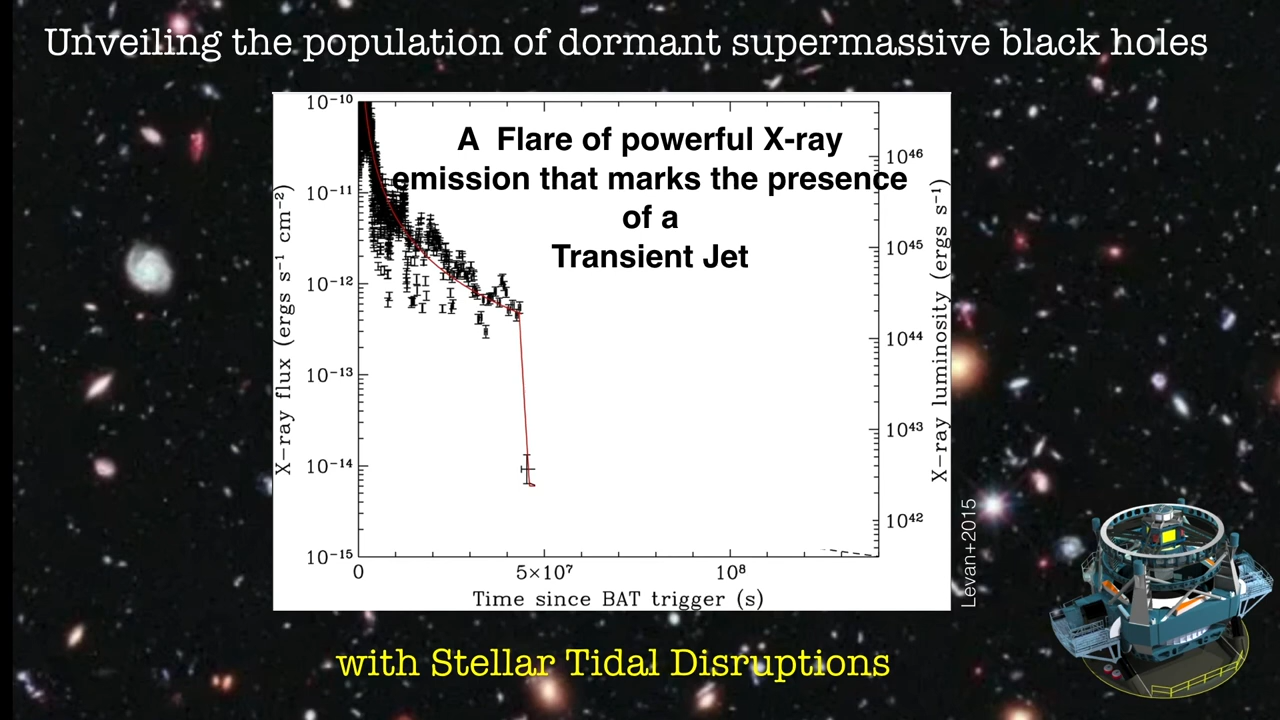 Unveiling the population of dormant supermassive black holes
A Flare of powerful X-ray
emission that marks the presence
of a
Transient Jet
10⁻¹⁰
10⁻¹¹
10⁻¹²
10⁻¹³
10⁻¹⁴
10⁻¹⁵
X-ray flux (ergs s⁻¹ cm⁻²)
10⁴⁶
10⁴⁵
10⁴⁴
10⁴³
10⁴²
X-ray luminosity (ergs s⁻¹)
0 5×10⁷ 10⁸
Time since BAT trigger (s)
Levan+2015
with Stellar Tidal Disruptions